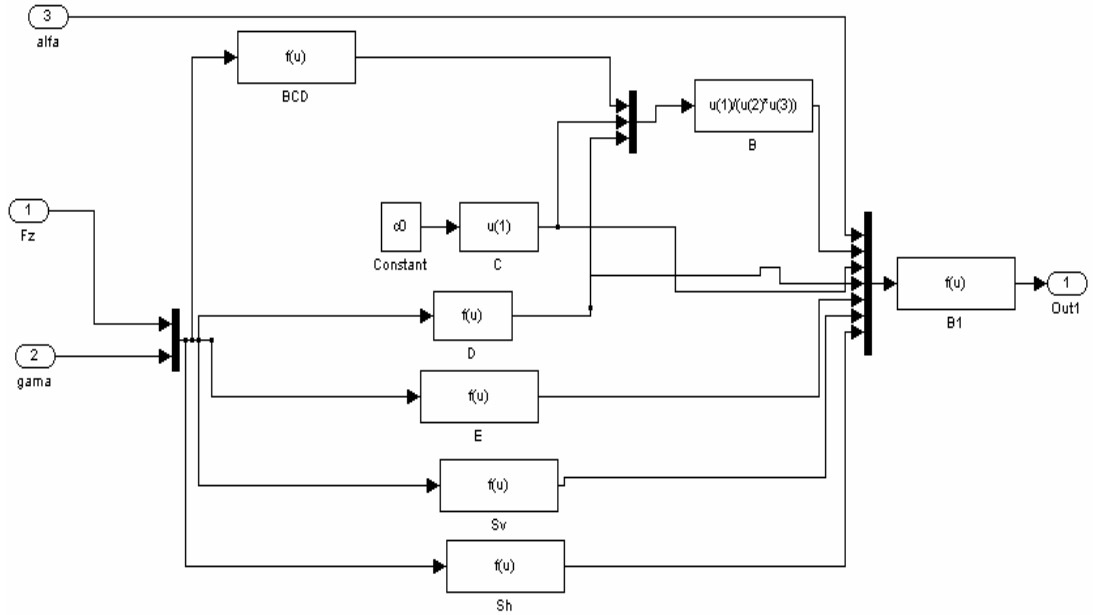 3
alfa
f(u)
BCD
u(1)/(u(2)*u(3))
B
1
Fz
c0
Constant
u(1)
C
f(u)
B1
1
Out1
f(u)
D
2
gama
f(u)
E
f(u)
Sv
f(u)
Sh